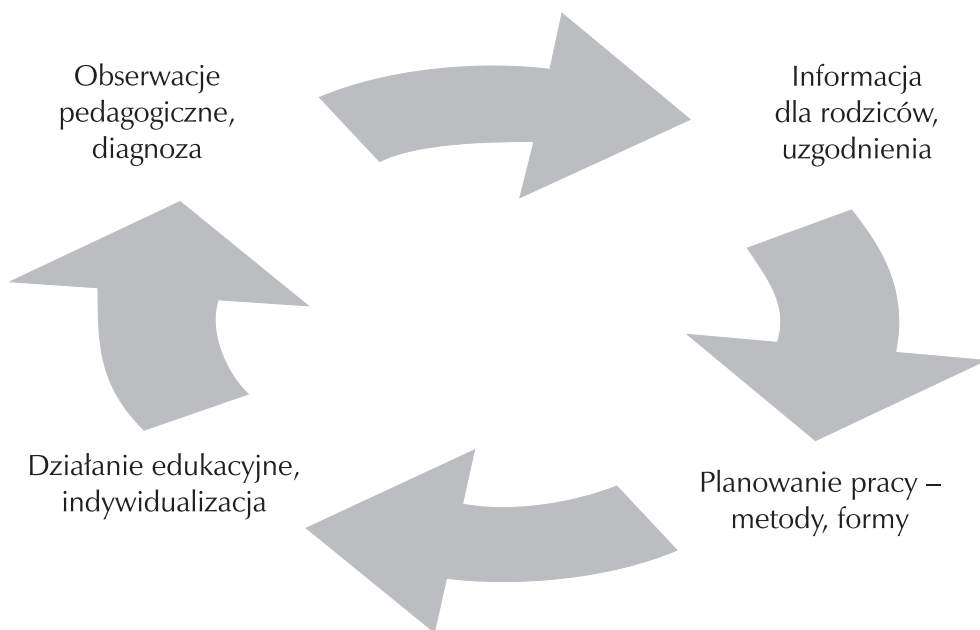 Obserwacje
pedagogiczne,
diagnoza
Informacja
dla rodziców,
uzgodnienia
Planowanie pracy –
metody, formy
Działanie edukacyjne,
indywidualizacja